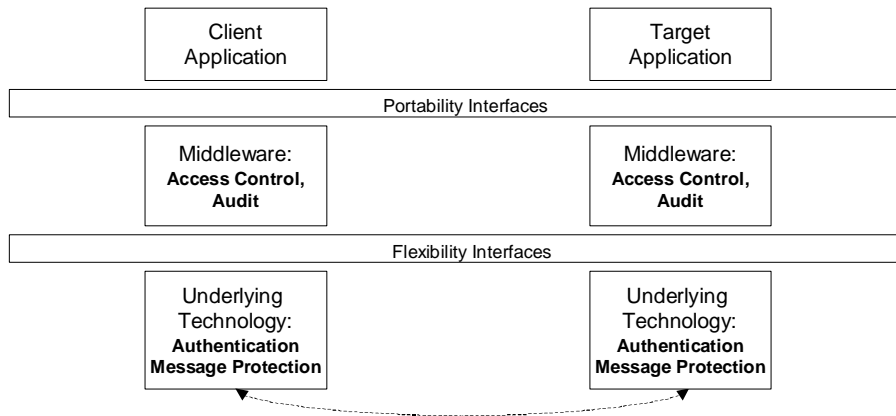 Client
Application
Target
Application
Portability Interfaces
Middleware:
Access Control,
Audit
Middleware:
Access Control,
Audit
Flexibility Interfaces
Underlying
Technology:
Authentication
Message Protection
Underlying
Technology:
Authentication
Message Protection